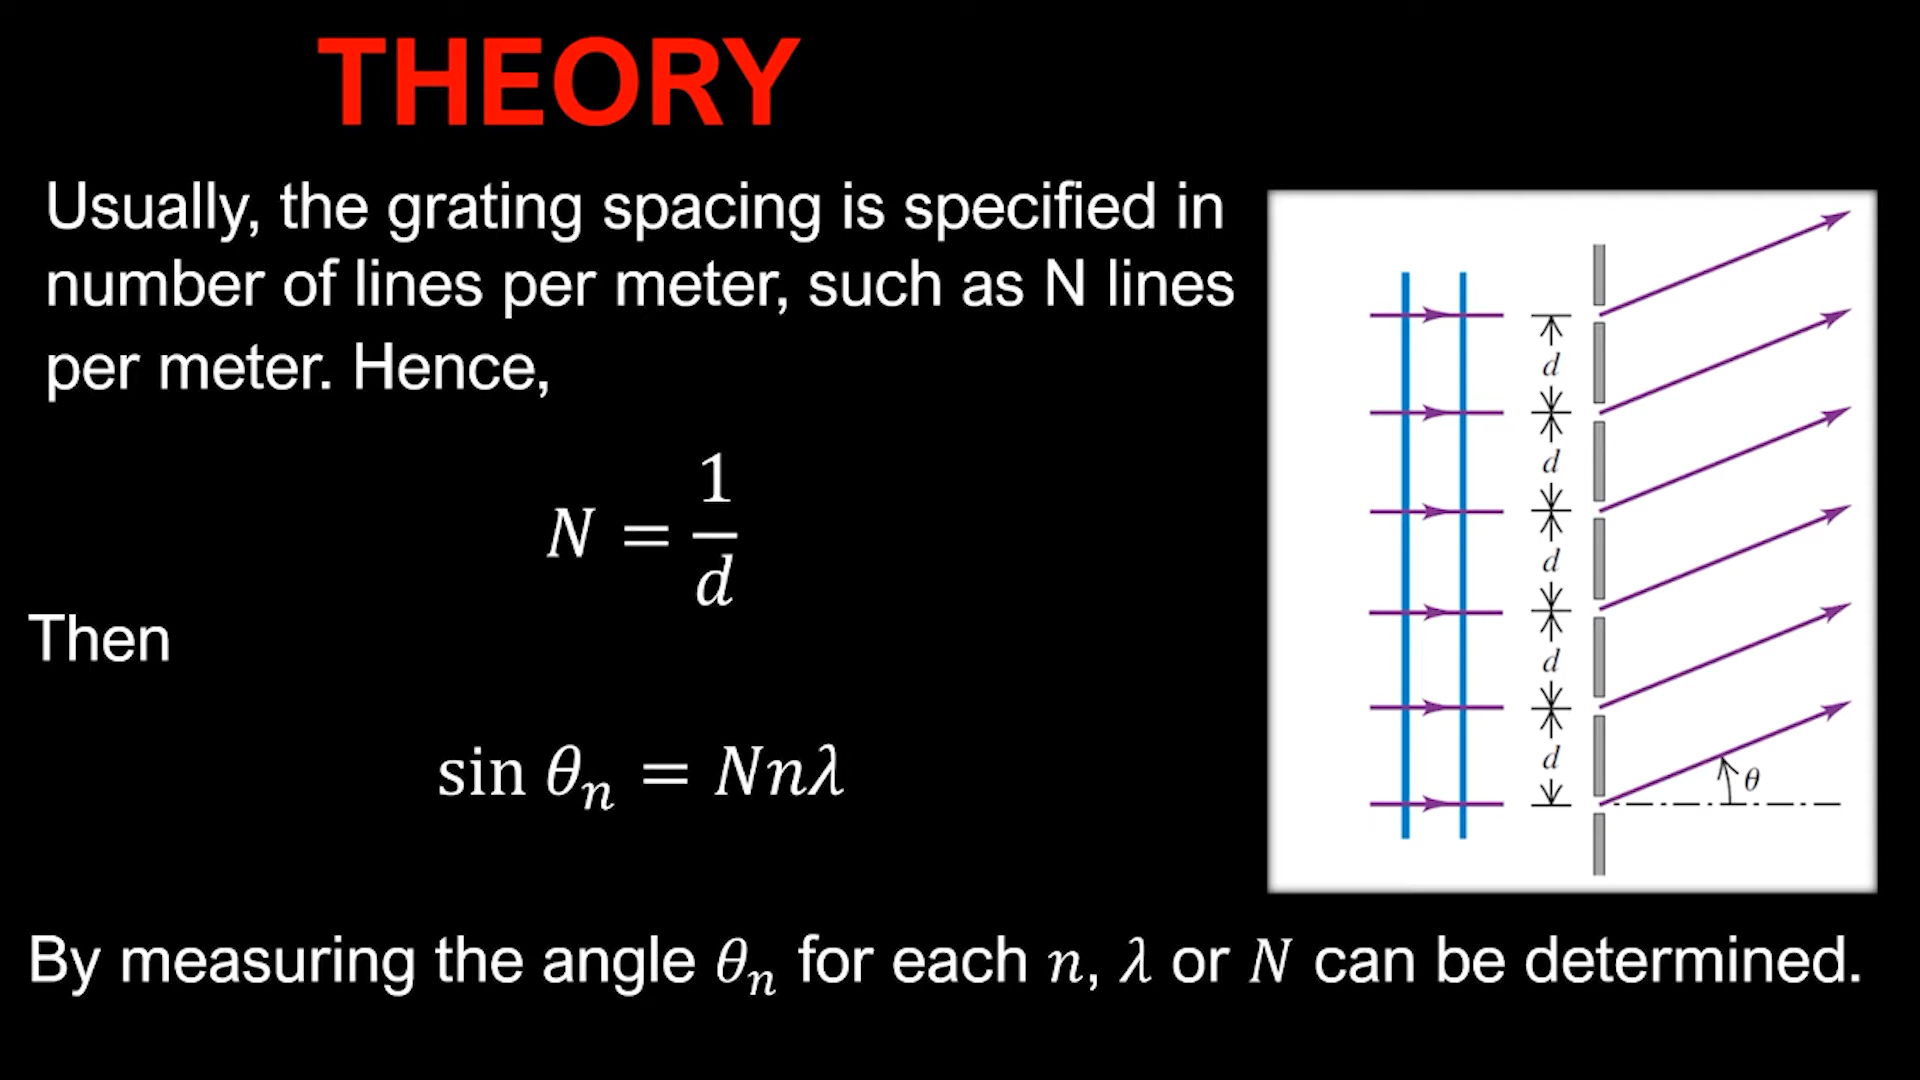 THEORY
Usually, the grating spacing is specified in
number of lines per meter, such as N lines
per meter. Hence,
N = 1/d
Then
sin θₙ = Nnλ
By measuring the angle θₙ for each n, λ or N can be determined.
d
d
d
d
d
θ